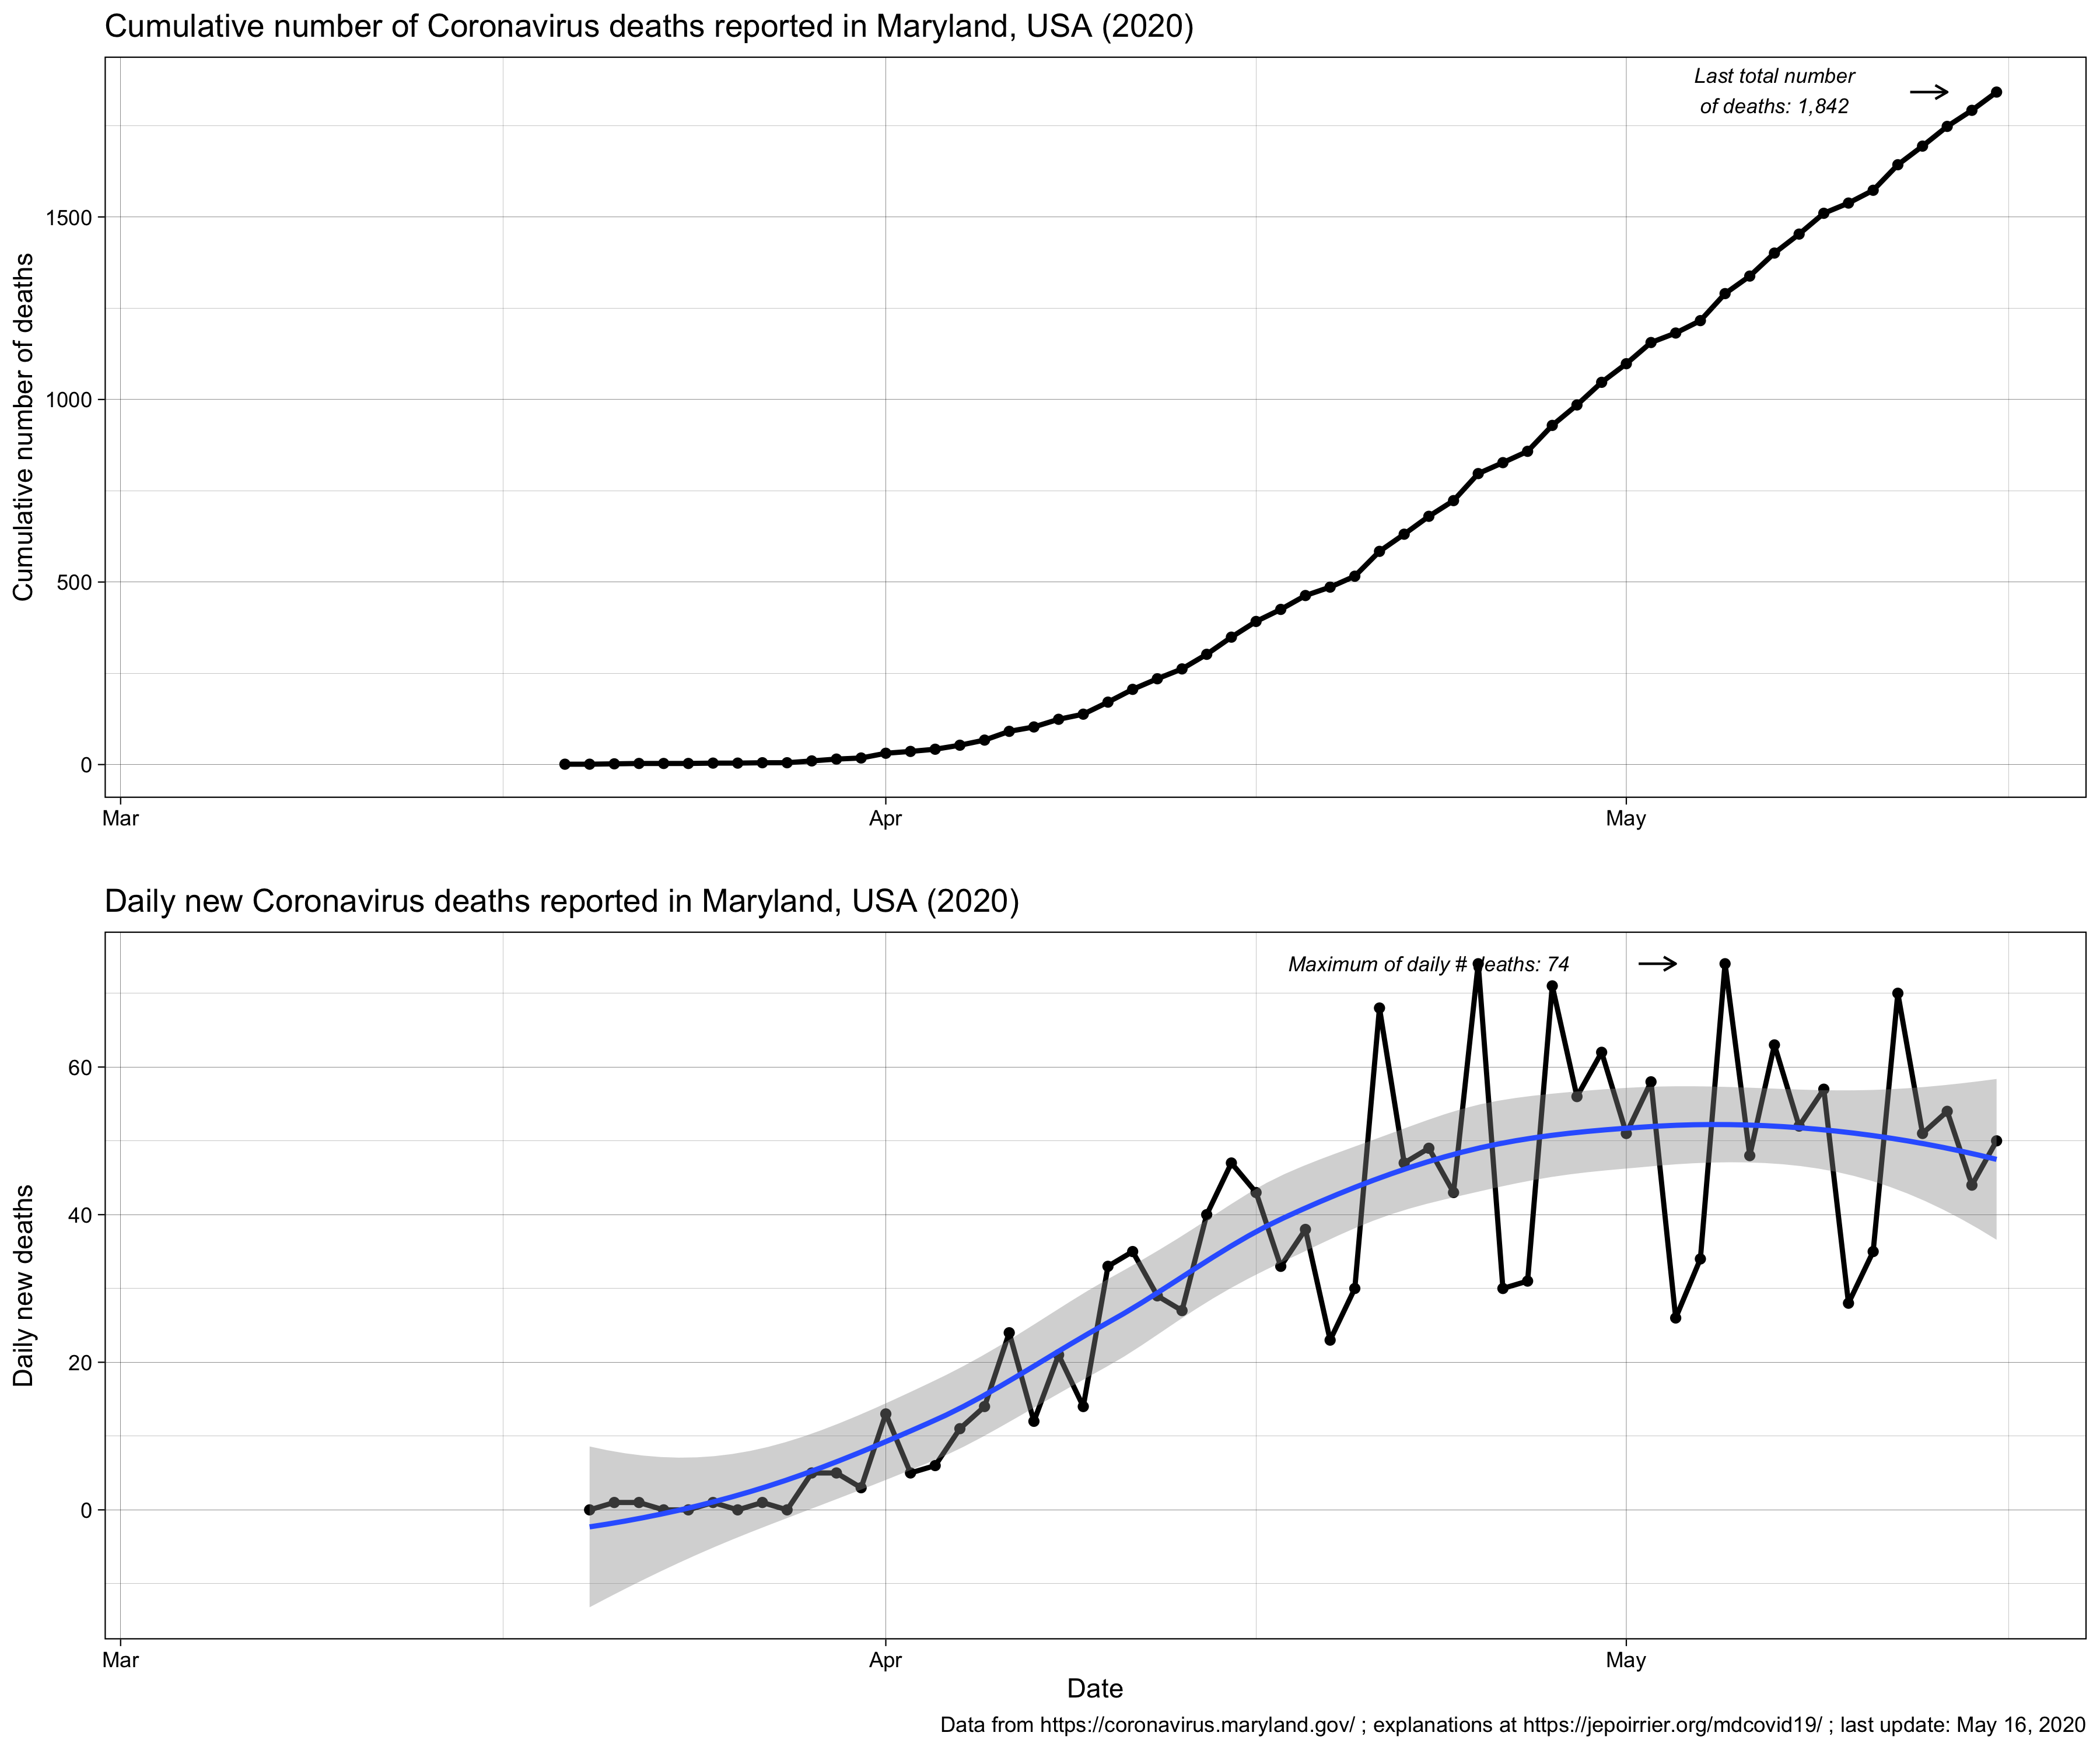 Cumulative number of Coronavirus deaths reported in Maryland, USA (2020)
Last total number
of deaths: 1,842
Cumulative number of deaths
1500
1000
500
0
Mar Apr May
Daily new Coronavirus deaths reported in Maryland, USA (2020)
Maximum of daily # deaths: 74
Daily new deaths
60
40
20
0
Mar Apr May
Date
Data from https://coronavirus.maryland.gov/ ; explanations at https://jepoirrier.org/mdcovid19/ ; last update: May 16, 2020